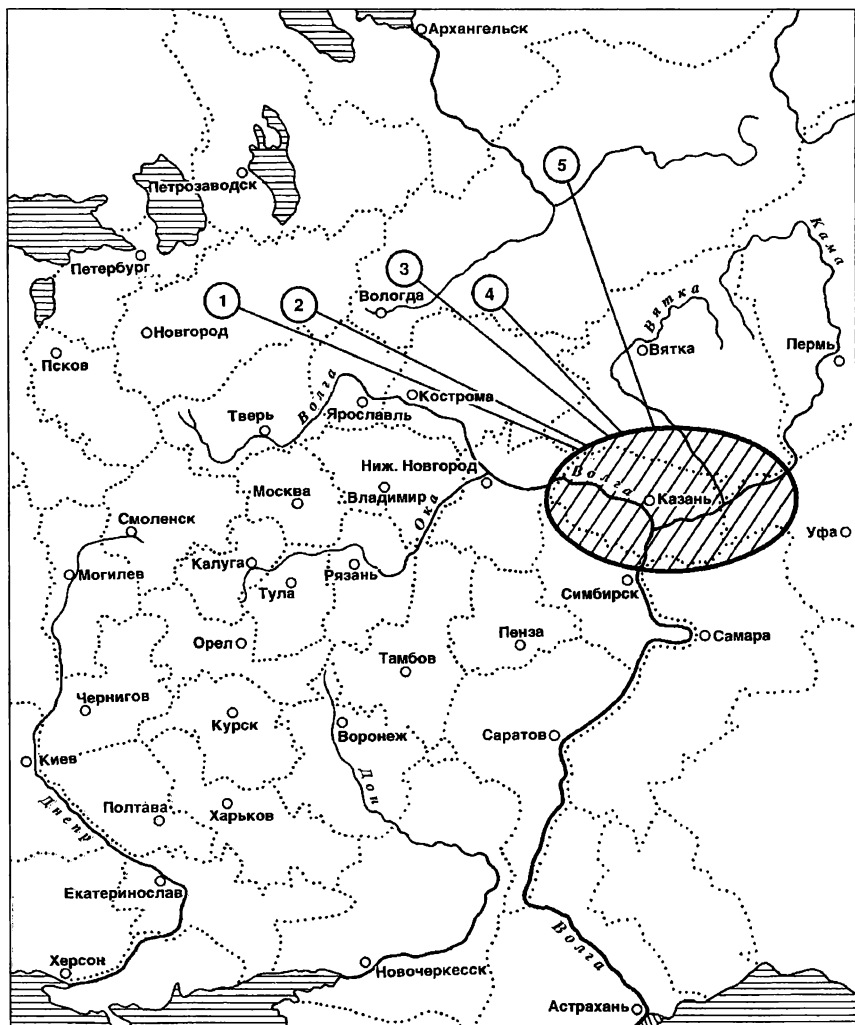 Архангельск
5
Петрозаводск
Петербург
Кама
3
1
2
4
Вологда
Вятка
Новгород
Вятка
Псков
Пермь
Кострома
Волга
Ярославль
Тверь
Ниж. Новгород
Волга
Казань
Москва
Владимир
Ока
Смоленск
Уфа
Калуга
Могилев
Рязань
Тула
Симбирск
Орел
Пенза
Самара
Тамбов
Чернигов
Курск
Воронеж
Саратов
Киев
Дон
Полтава
Харьков
Днепр
Екатеринослав
Волга
Херсон
Новочеркесск
Астрахань